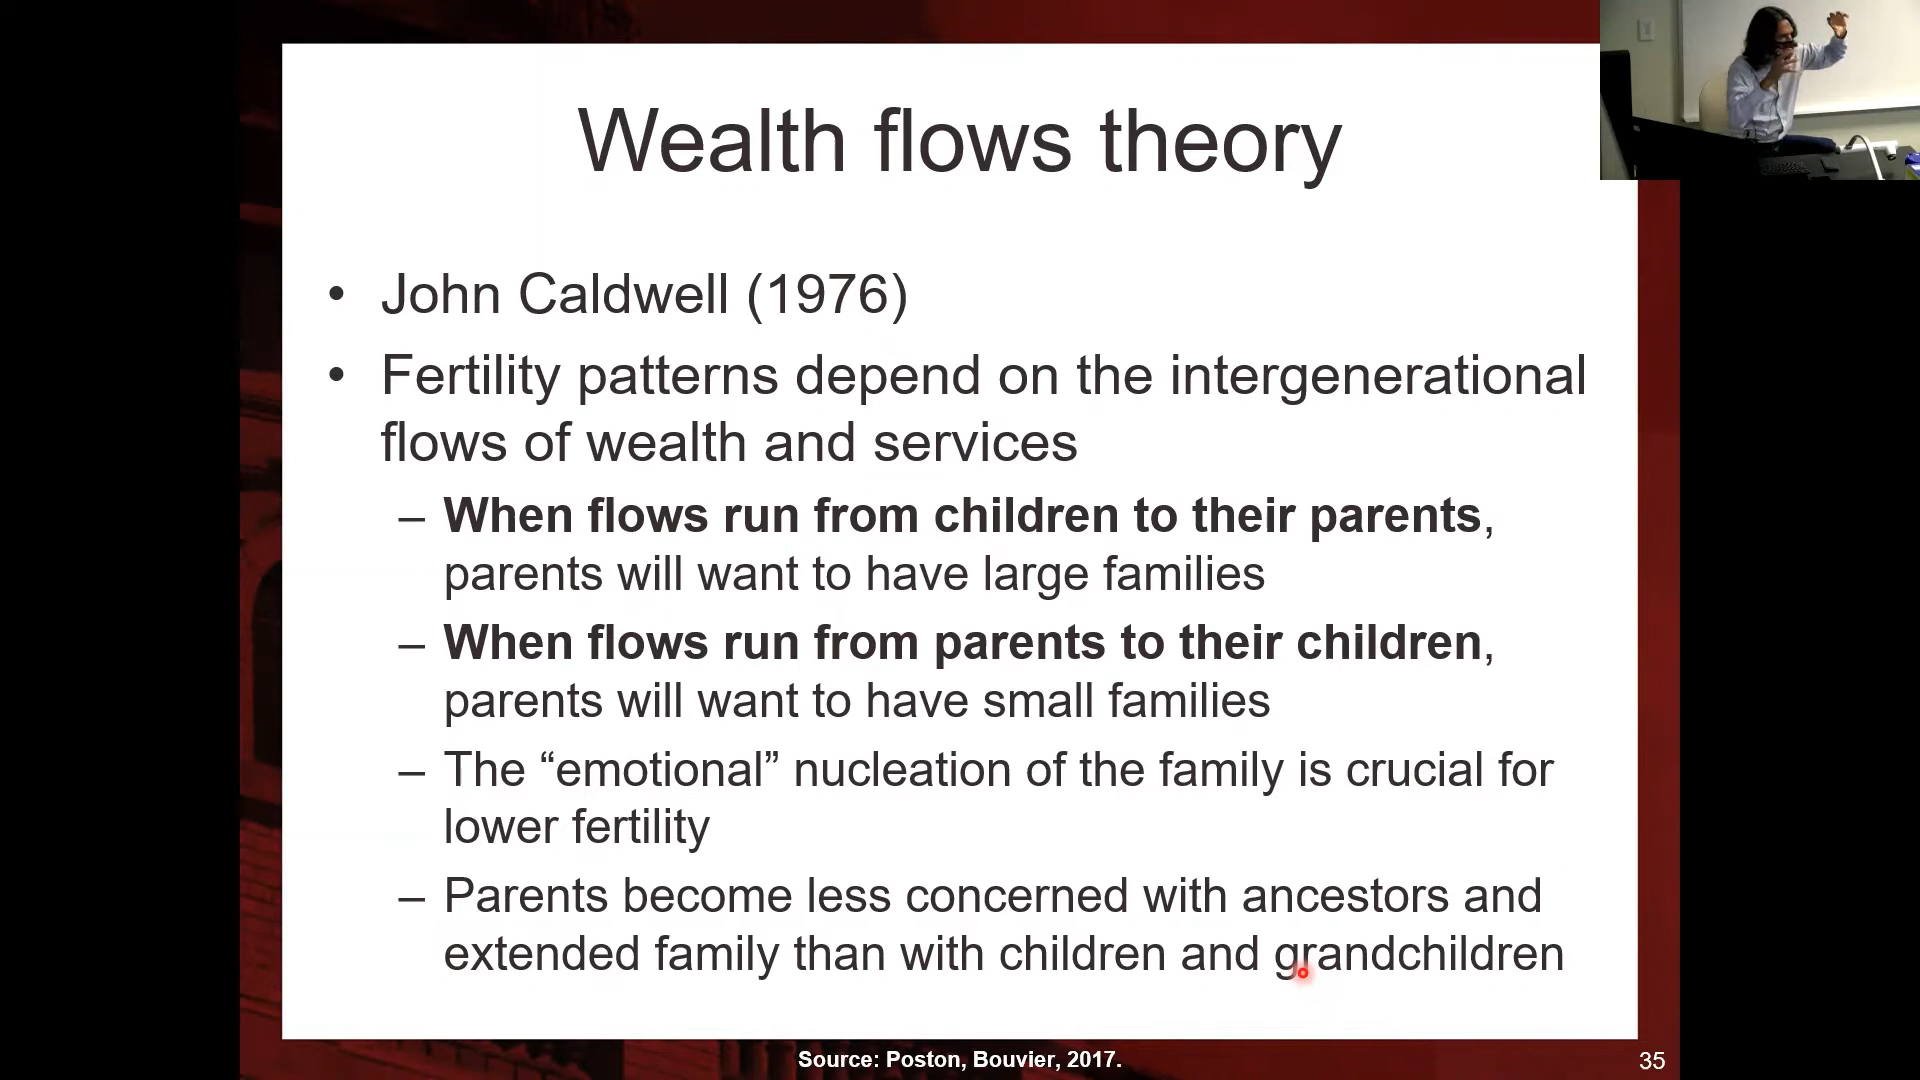 Wealth flows theory
• John Caldwell (1976)
• Fertility patterns depend on the intergenerational
flows of wealth and services
– When flows run from children to their parents,
parents will want to have large families
– When flows run from parents to their children,
parents will want to have small families
– The “emotional” nucleation of the family is crucial for
lower fertility
– Parents become less concerned with ancestors and
extended family than with children and grandchildren
Source: Poston, Bouvier, 2017.
35